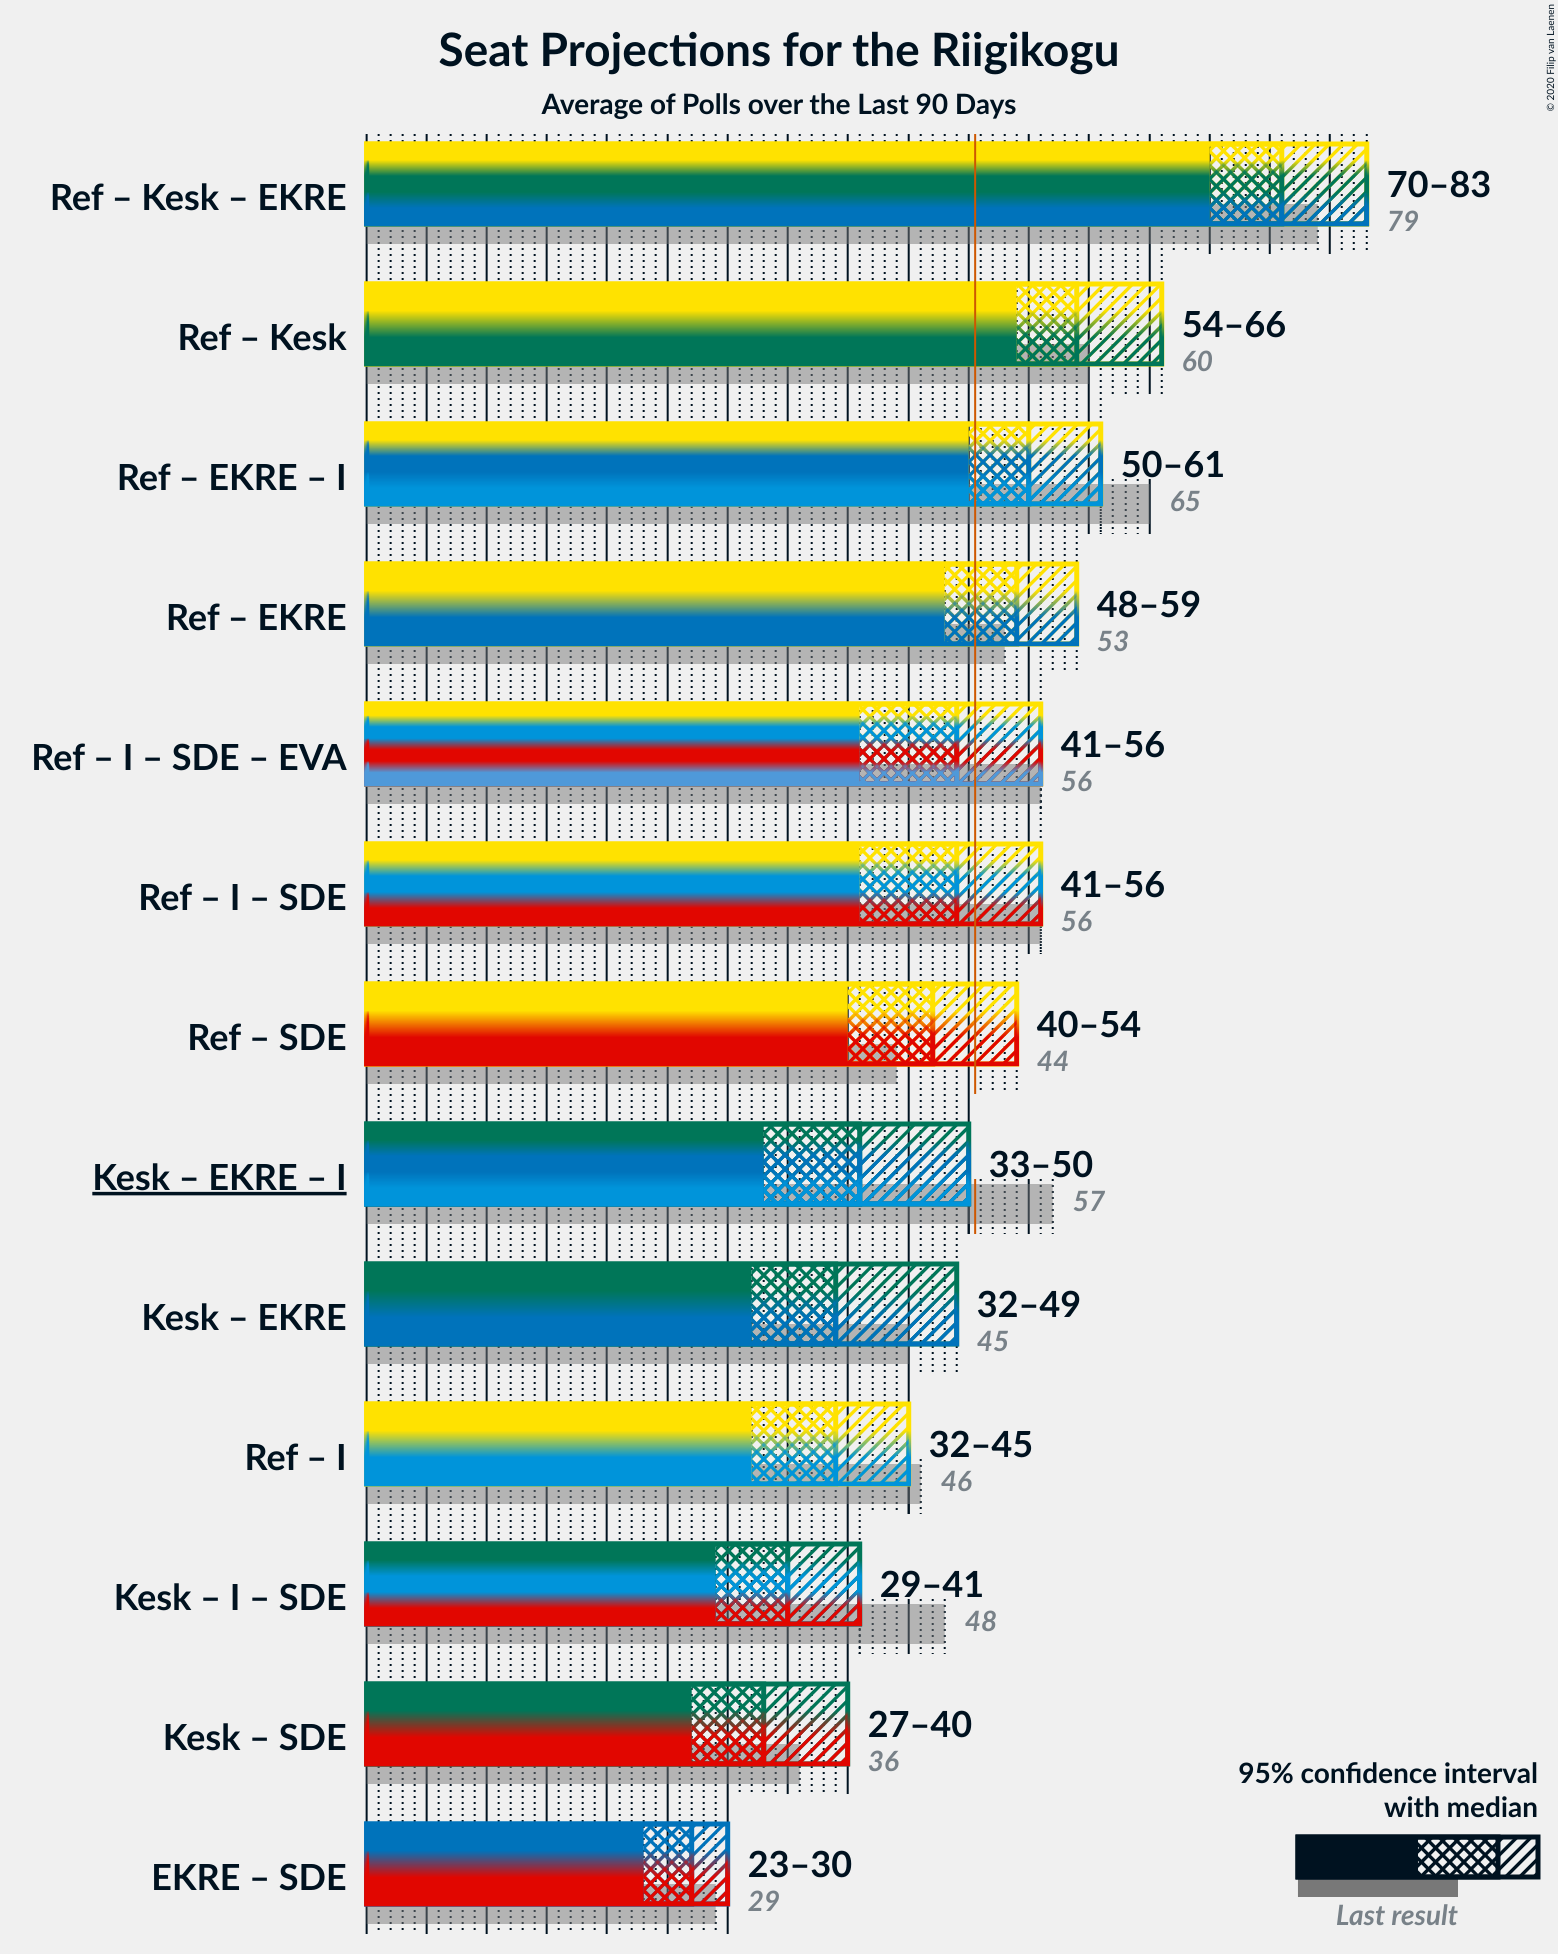 Seat Projections for the Riigikogu
Average of Polls over the Last 90 Days
© 2020 Filip van Laenen
Ref – Kesk – EKRE
70–83
79
Ref – Kesk
54–66
60
Ref – EKRE – I
50–61
65
Ref – EKRE
48–59
53
Ref – I – SDE – EVA
41–56
56
Ref – I – SDE
41–56
56
Ref – SDE
40–54
44
Kesk – EKRE – I
33–50
57
Kesk – EKRE
32–49
45
Ref – I
32–45
46
Kesk – I – SDE
29–41
48
Kesk – SDE
27–40
36
EKRE – SDE
23–30
29
95% confidence interval
with median
Last result